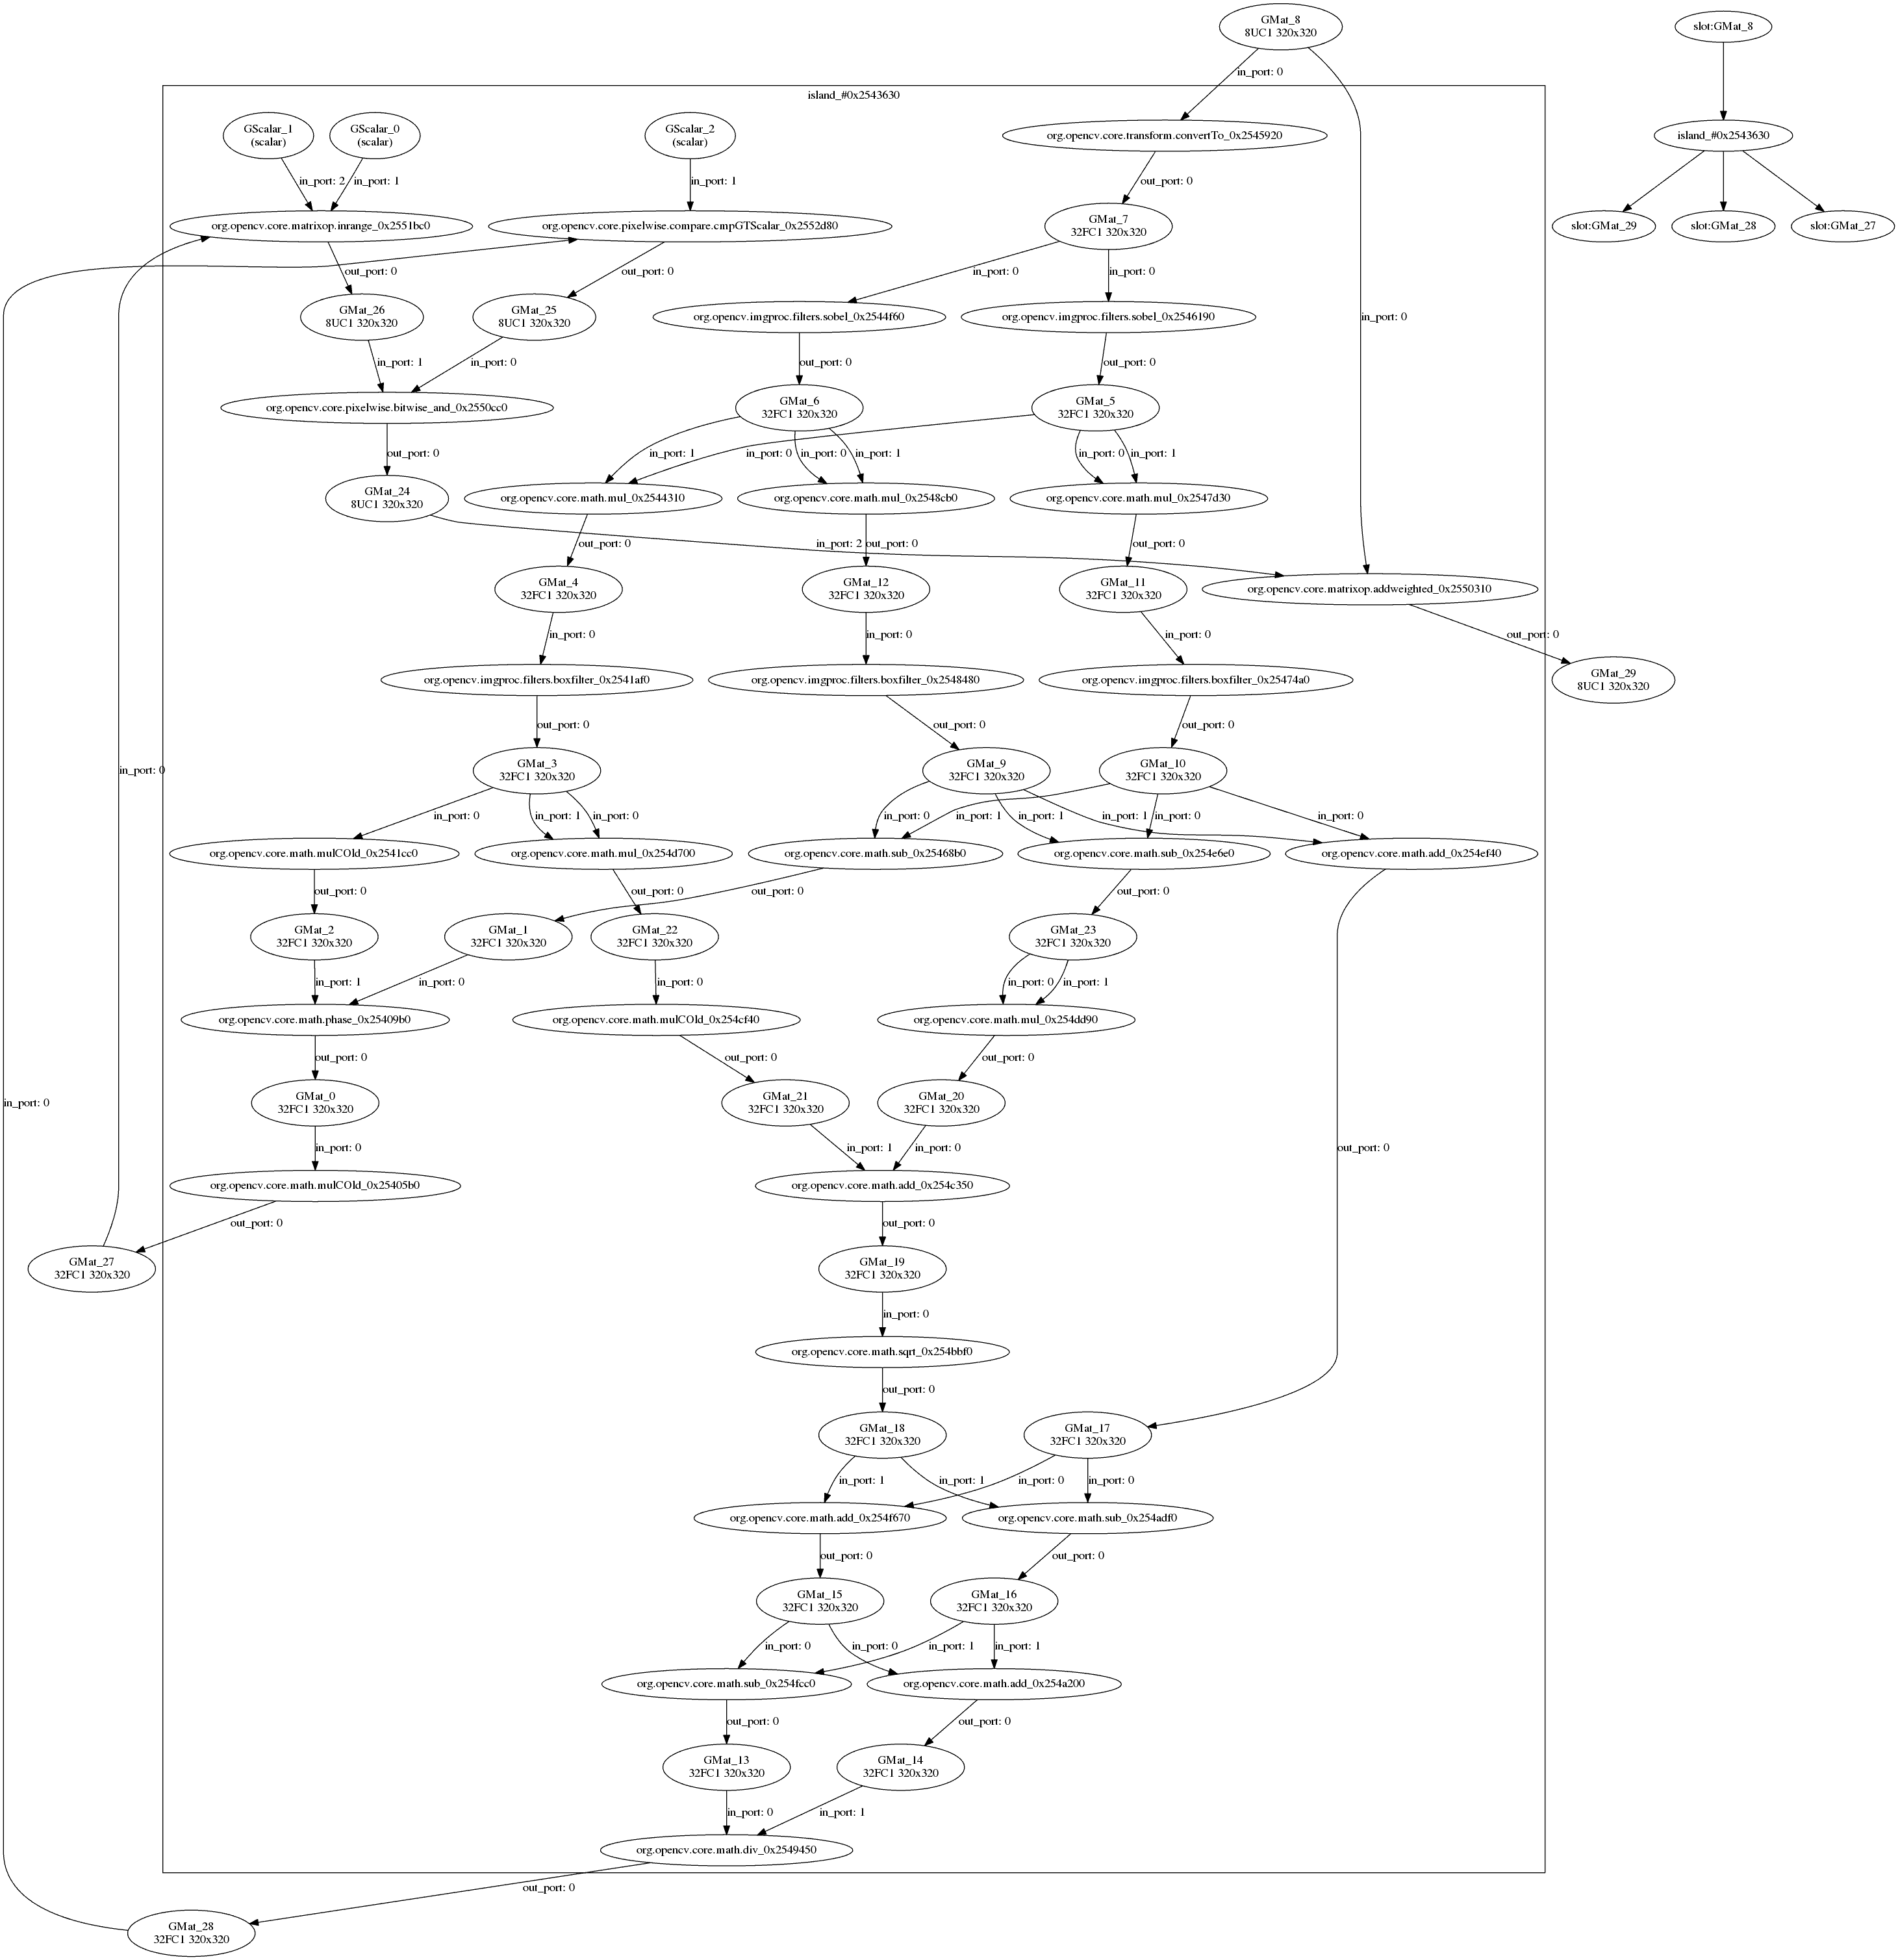 GMat_8
8UC1 320x320
slot:GMat_8
in_port: 0
island_#0x2543630
GScalar_1
(scalar)
GScalar_0
(scalar)
GScalar_2
(scalar)
org.opencv.core.transform.convertTo_0x2545920
island_#0x2543630
in_port: 2
in_port: 1
in_port: 1
out_port: 0
org.opencv.core.matrixop.inrange_0x2551bc0
org.opencv.core.pixelwise.compare.cmpGTScalar_0x2552d80
GMat_7
32FC1 320x320
slot:GMat_29
slot:GMat_28
slot:GMat_27
out_port: 0
out_port: 0
in_port: 0
in_port: 0
GMat_26
8UC1 320x320
GMat_25
8UC1 320x320
org.opencv.imgproc.filters.sobel_0x2544f60
org.opencv.imgproc.filters.sobel_0x2546190
in_port: 0
in_port: 1
in_port: 0
out_port: 0
out_port: 0
org.opencv.core.pixelwise.bitwise_and_0x2550cc0
GMat_6
32FC1 320x320
GMat_5
32FC1 320x320
out_port: 0
in_port: 1
in_port: 0
in_port: 0
in_port: 1
in_port: 0
in_port: 1
GMat_24
8UC1 320x320
org.opencv.core.math.mul_0x2544310
org.opencv.core.math.mul_0x2548cb0
org.opencv.core.math.mul_0x2547d30
out_port: 0
in_port: 2
out_port: 0
out_port: 0
GMat_4
32FC1 320x320
GMat_12
32FC1 320x320
GMat_11
32FC1 320x320
org.opencv.core.matrixop.addweighted_0x2550310
in_port: 0
in_port: 0
in_port: 0
out_port: 0
org.opencv.imgproc.filters.boxfilter_0x2541af0
org.opencv.imgproc.filters.boxfilter_0x2548480
org.opencv.imgproc.filters.boxfilter_0x25474a0
GMat_29
8UC1 320x320
out_port: 0
out_port: 0
out_port: 0
in_port: 0
GMat_3
32FC1 320x320
GMat_9
32FC1 320x320
GMat_10
32FC1 320x320
in_port: 0
in_port: 1
in_port: 0
in_port: 0
in_port: 1
in_port: 1
in_port: 0
in_port: 1
in_port: 0
org.opencv.core.math.mulCOld_0x2541cc0
org.opencv.core.math.mul_0x254d700
org.opencv.core.math.sub_0x25468b0
org.opencv.core.math.sub_0x254e6e0
org.opencv.core.math.add_0x254ef40
out_port: 0
out_port: 0
out_port: 0
out_port: 0
GMat_2
32FC1 320x320
GMat_1
32FC1 320x320
GMat_22
32FC1 320x320
GMat_23
32FC1 320x320
in_port: 1
in_port: 0
in_port: 0
in_port: 0
in_port: 1
org.opencv.core.math.phase_0x25409b0
org.opencv.core.math.mulCOld_0x254cf40
org.opencv.core.math.mul_0x254dd90
out_port: 0
out_port: 0
out_port: 0
in_port: 0
GMat_0
32FC1 320x320
GMat_21
32FC1 320x320
GMat_20
32FC1 320x320
in_port: 0
in_port: 1
in_port: 0
out_port: 0
org.opencv.core.math.mulCOld_0x25405b0
org.opencv.core.math.add_0x254c350
out_port: 0
out_port: 0
GMat_27
32FC1 320x320
GMat_19
32FC1 320x320
in_port: 0
org.opencv.core.math.sqrt_0x254bbf0
out_port: 0
GMat_18
32FC1 320x320
GMat_17
32FC1 320x320
in_port: 1
in_port: 1
in_port: 0
in_port: 0
org.opencv.core.math.add_0x254f670
org.opencv.core.math.sub_0x254adf0
out_port: 0
out_port: 0
GMat_15
32FC1 320x320
GMat_16
32FC1 320x320
in_port: 0
in_port: 0
in_port: 1
in_port: 1
org.opencv.core.math.sub_0x254fcc0
org.opencv.core.math.add_0x254a200
out_port: 0
out_port: 0
GMat_13
32FC1 320x320
GMat_14
32FC1 320x320
in_port: 0
in_port: 1
org.opencv.core.math.div_0x2549450
out_port: 0
GMat_28
32FC1 320x320